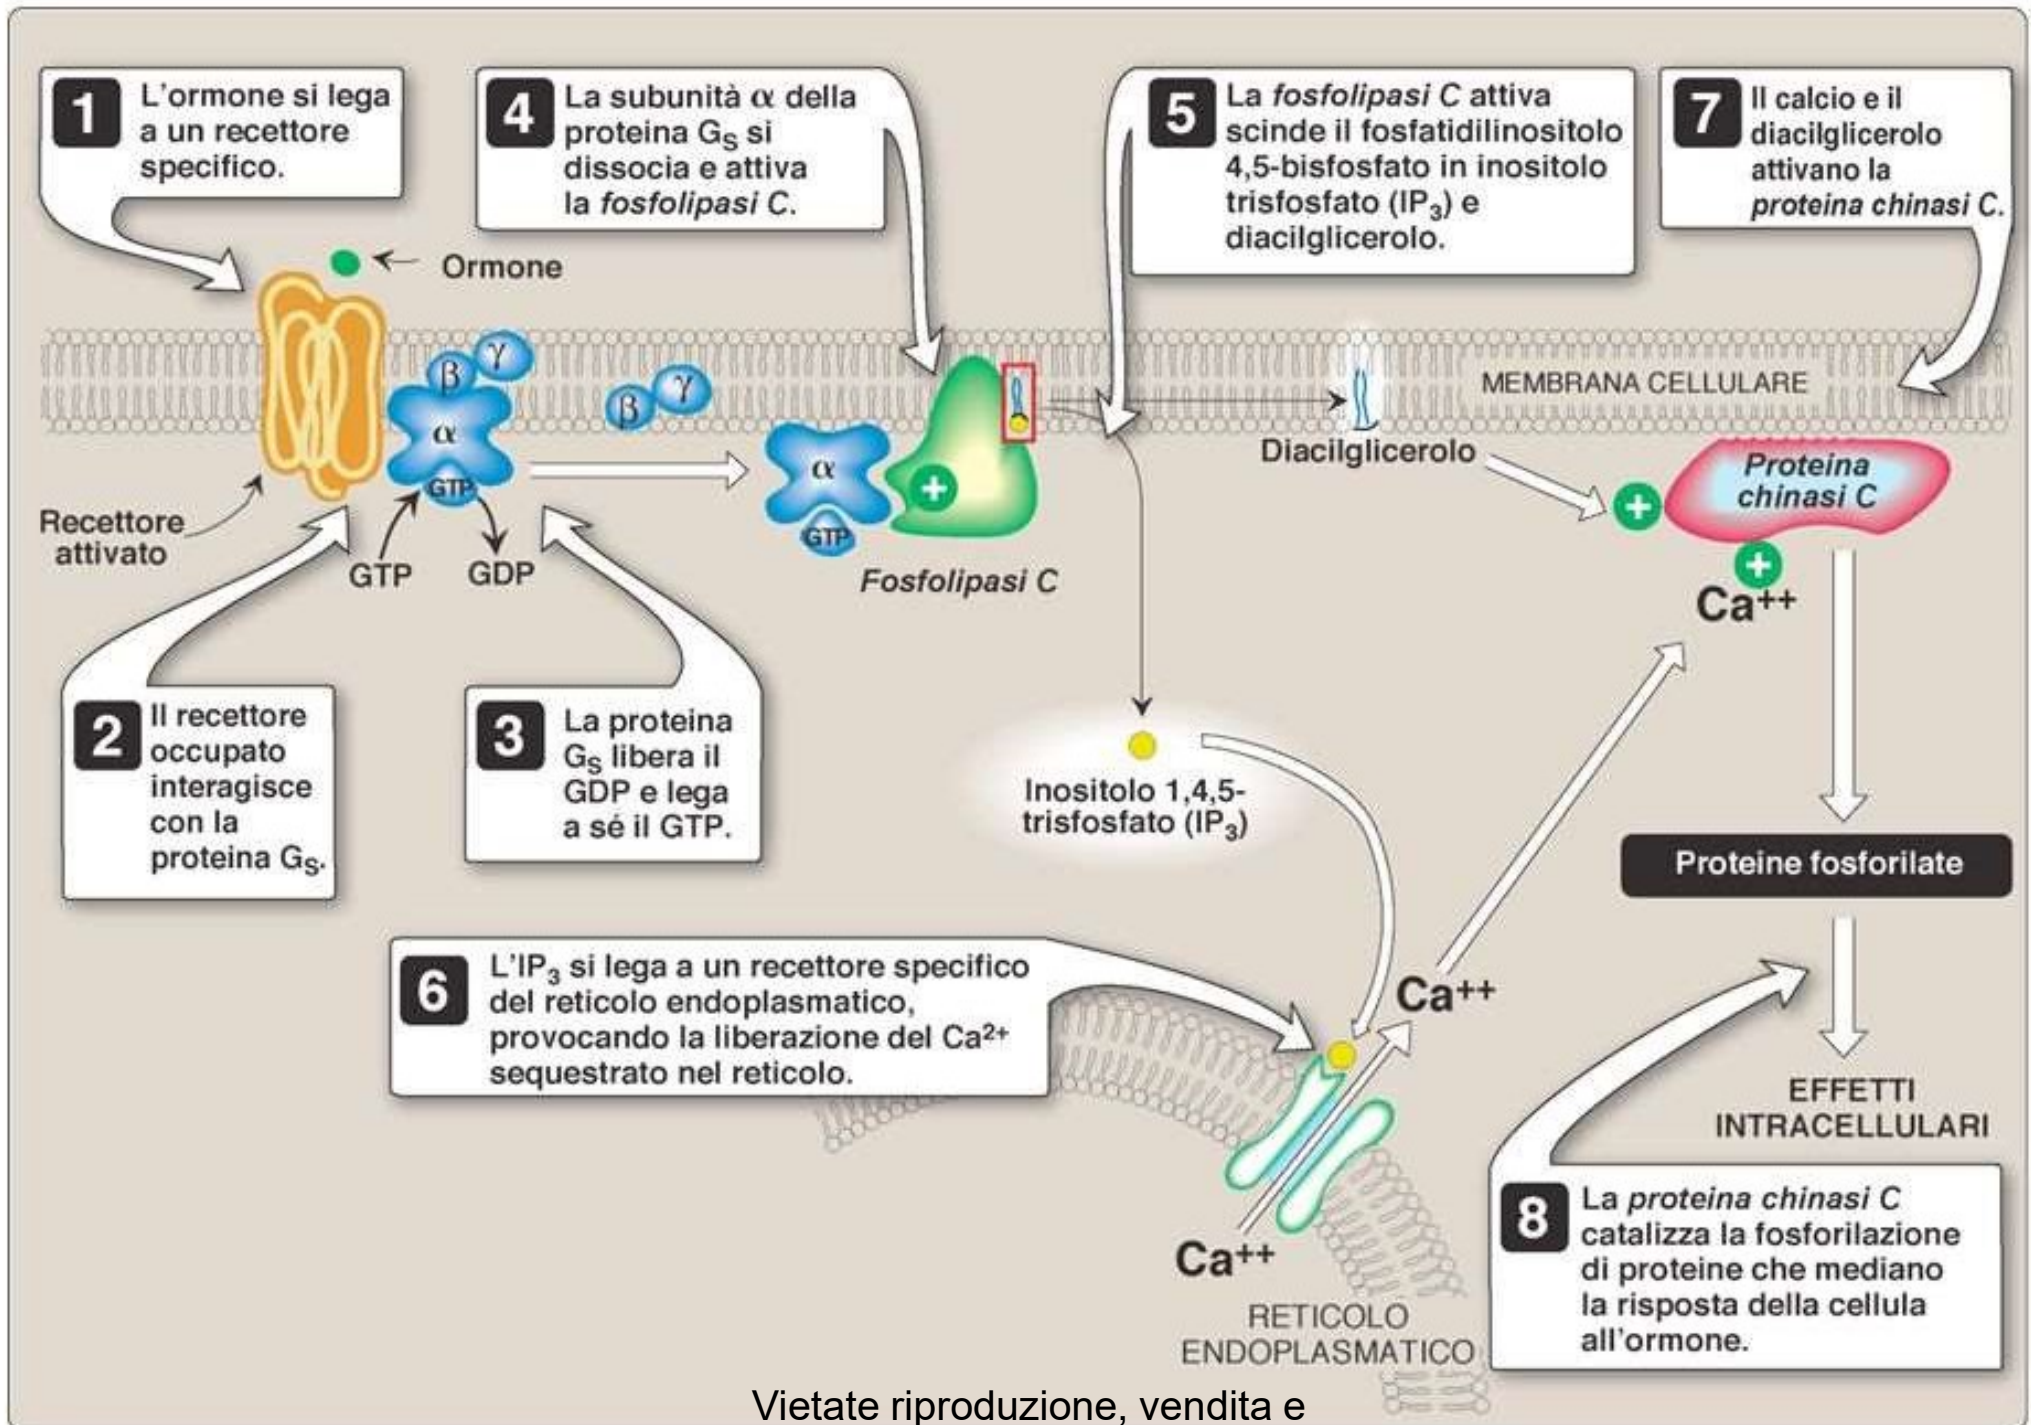 1
L'ormone si lega
a un recettore
specifico.
4
La subunità α della
proteina GS si
dissocia e attiva
la fosfolipasi C.
5
La fosfolipasi C attiva
scinde il fosfatidilinositolo
4,5-bisfosfato in inositolo
trisfosfato (IP3) e
diacilglicerolo.
7
Il calcio e il
diacilglicerolo
attivano la
proteina chinasi C.
Ormone
β γ
α
GTP
β γ
α
GTP
+
MEMBRANA CELLULARE
Diacilglicerolo
Proteina
chinasi C
+
+
Ca++
Recettore
attivato
GTP
GDP
Fosfolipasi C
2
Il recettore
occupato
interagisce
con la
proteina GS.
3
La proteina
GS libera il
GDP e lega
a sé il GTP.
Inositolo 1,4,5-
trisfosfato (IP3)
Proteine fosforilate
6
L'IP3 si lega a un recettore specifico
del reticolo endoplasmatico,
provocando la liberazione del Ca2+
sequestrato nel reticolo.
Ca++
EFFETTI
INTRACELLULARI
Ca++
RETICOLO
ENDOPLASMATICO
8
La proteina chinasi C
catalizza la fosforilazione
di proteine che mediano
la risposta della cellula
all'ormone.
Vietate riproduzione, vendita e